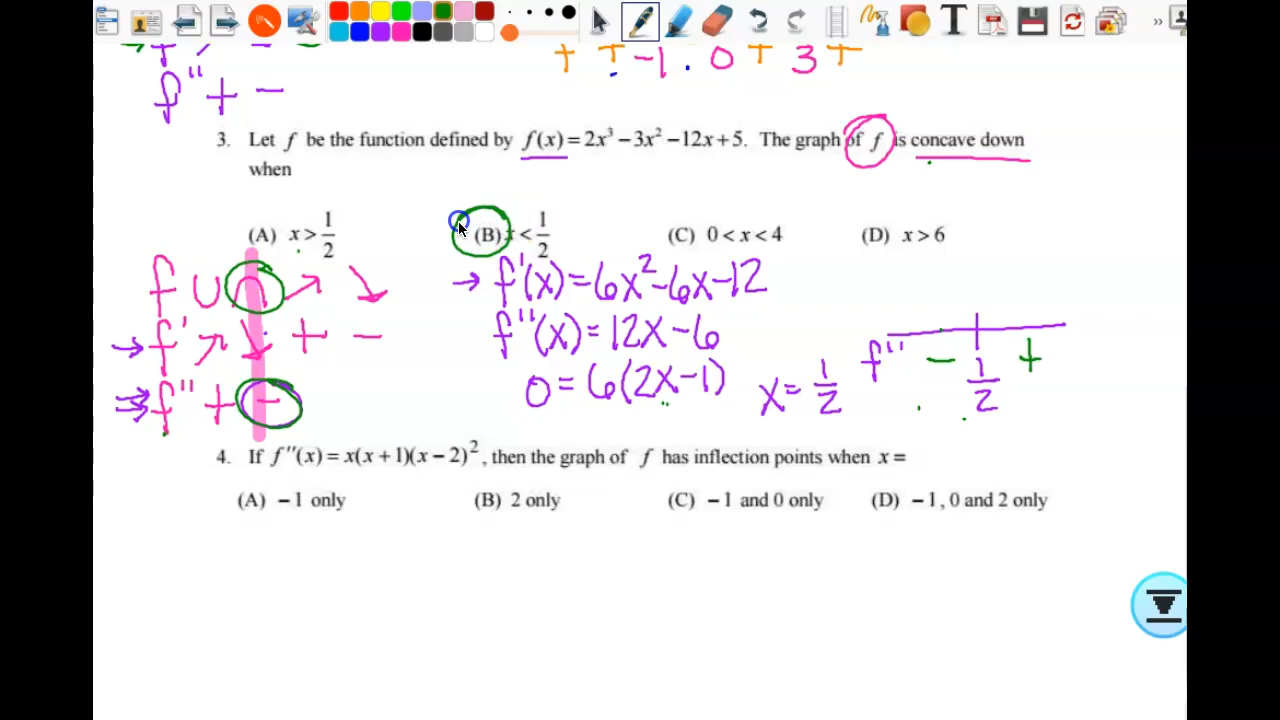 + + -1 0 + 3 +
f" + -
3. Let f be the function defined by f(x) = 2x³ − 3x² − 12x + 5. The graph of f is concave down
when
(A) x > 1/2 (B) x < 1/2 (C) 0 < x < 4 (D) x > 6
f ∪ ∩ ↗ ↘
→ f' ↗ ↘ + -
f" + -
→ f'(x) = 6x² - 6x - 12
f"(x) = 12x - 6
0 = 6(2x - 1) x = 1/2
f" - 1/2 +
4. If f"(x) = x(x + 1)(x − 2)², then the graph of f has inflection points when x =
(A) −1 only (B) 2 only (C) −1 and 0 only (D) −1, 0 and 2 only